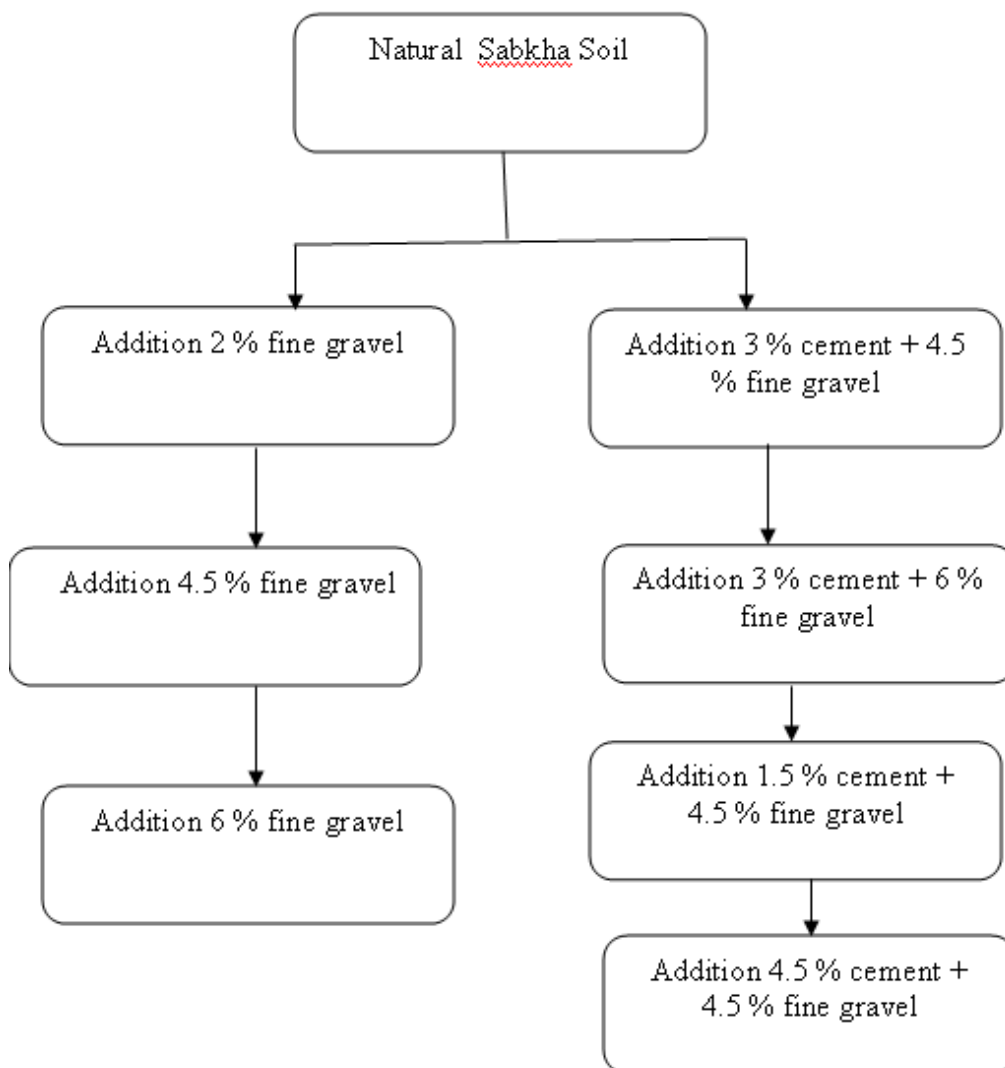 Natural Sabkha Soil
Addition 2 % fine gravel
Addition 4.5 % fine gravel
Addition 6 % fine gravel
Addition 3 % cement + 4.5
% fine gravel
Addition 3 % cement + 6 %
fine gravel
Addition 1.5 % cement +
4.5 % fine gravel
Addition 4.5 % cement +
4.5 % fine gravel